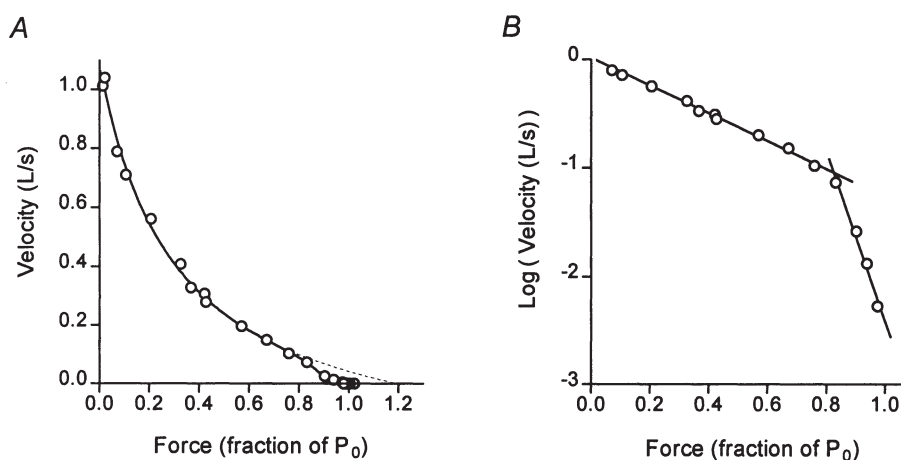 A
B
Velocity (L/s)
1.0
0.8
0.6
0.4
0.2
0.0
0.0 0.2 0.4 0.6 0.8 1.0 1.2
Force (fraction of P₀)
Log ( Velocity (L/s) )
0
-1
-2
-3
0.0 0.2 0.4 0.6 0.8 1.0
Force (fraction of P₀)